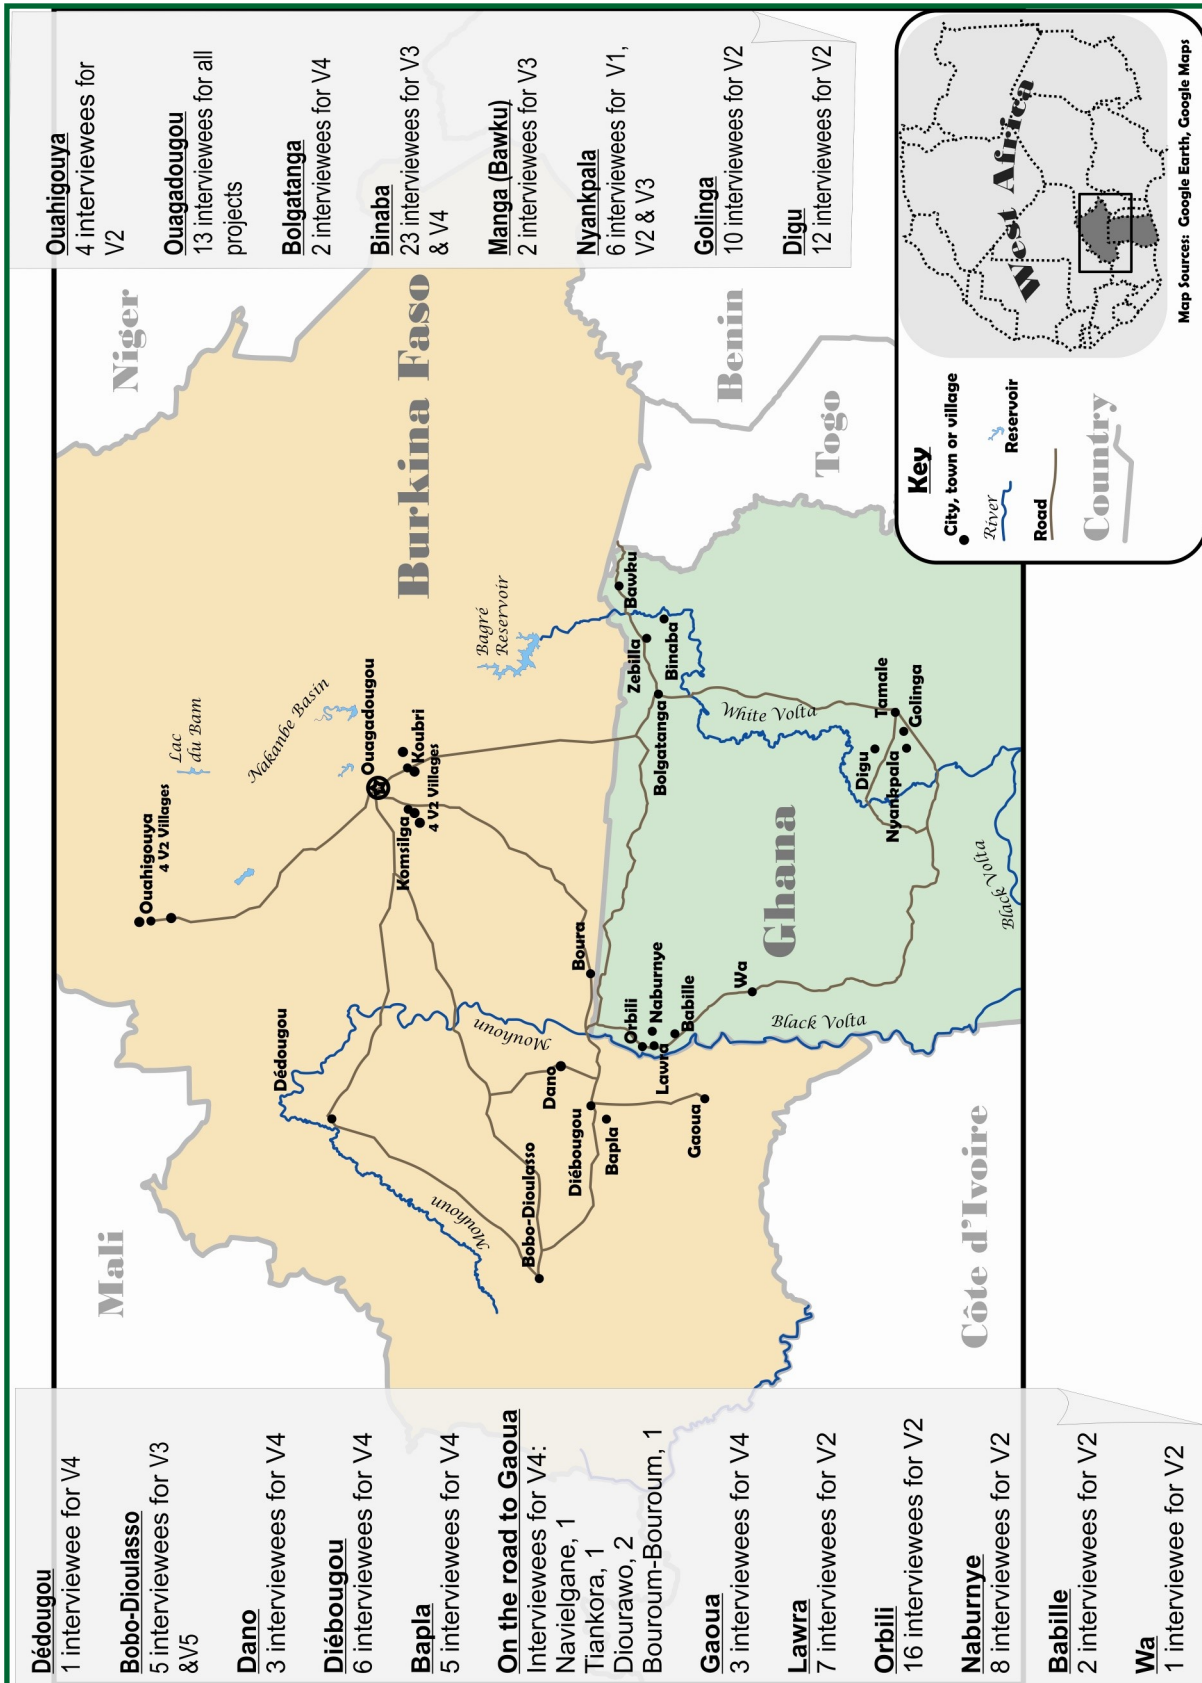 Dédougou
1 interviewee for V4
Bobo-Dioulasso
5 interviewees for V3
&V5
Dano
3 interviewees for V4
Diébougou
6 interviewees for V4
Bapla
5 interviewees for V4
On the road to Gaoua
Interviewees for V4:
Navielgane, 1
Tiankora, 1
Diourawo, 2
Bouroum-Bouroum, 1
Gaoua
3 interviewees for V4
Lawra
7 interviewees for V2
Orbili
16 interviewees for V2
Naburnye
8 interviewees for V2
Babille
2 interviewees for V2
Wa
1 interviewee for V2
Mali
Niger
Burkina Faso
Benin
Togo
Ghana
Côte d'Ivoire
Ouahigouya
4 V2 Villages
Lac
du Bam
Nakanbe Basin
Ouagadougou
Koubri
Komsilga
4 V2 Villages
Bagré
Reservoir
Dédougou
Mouhoun
Mouhoun
Bobo-Dioulasso
Dano
Diébougou
Bapla
Gaoua
Boura
Orbili
Naburnye
Lawra
Babille
Wa
Black Volta
Black Volta
Bawku
Zebilla
Binaba
Bolgatanga
White Volta
Tamale
Golinga
Digu
Nyankpala
Ouahigouya
4 interviewees for
V2
Ouagadougou
13 interviewees for all
projects
Bolgatanga
2 interviewees for V4
Binaba
23 interviewees for V3
& V4
Manga (Bawku)
2 interviewees for V3
Nyankpala
6 interviewees for V1,
V2 & V3
Golinga
10 interviewees for V2
Digu
12 interviewees for V2
Key
City, town or village
River
Reservoir
Road
Country
West Africa
Map Sources: Google Earth, Google Maps